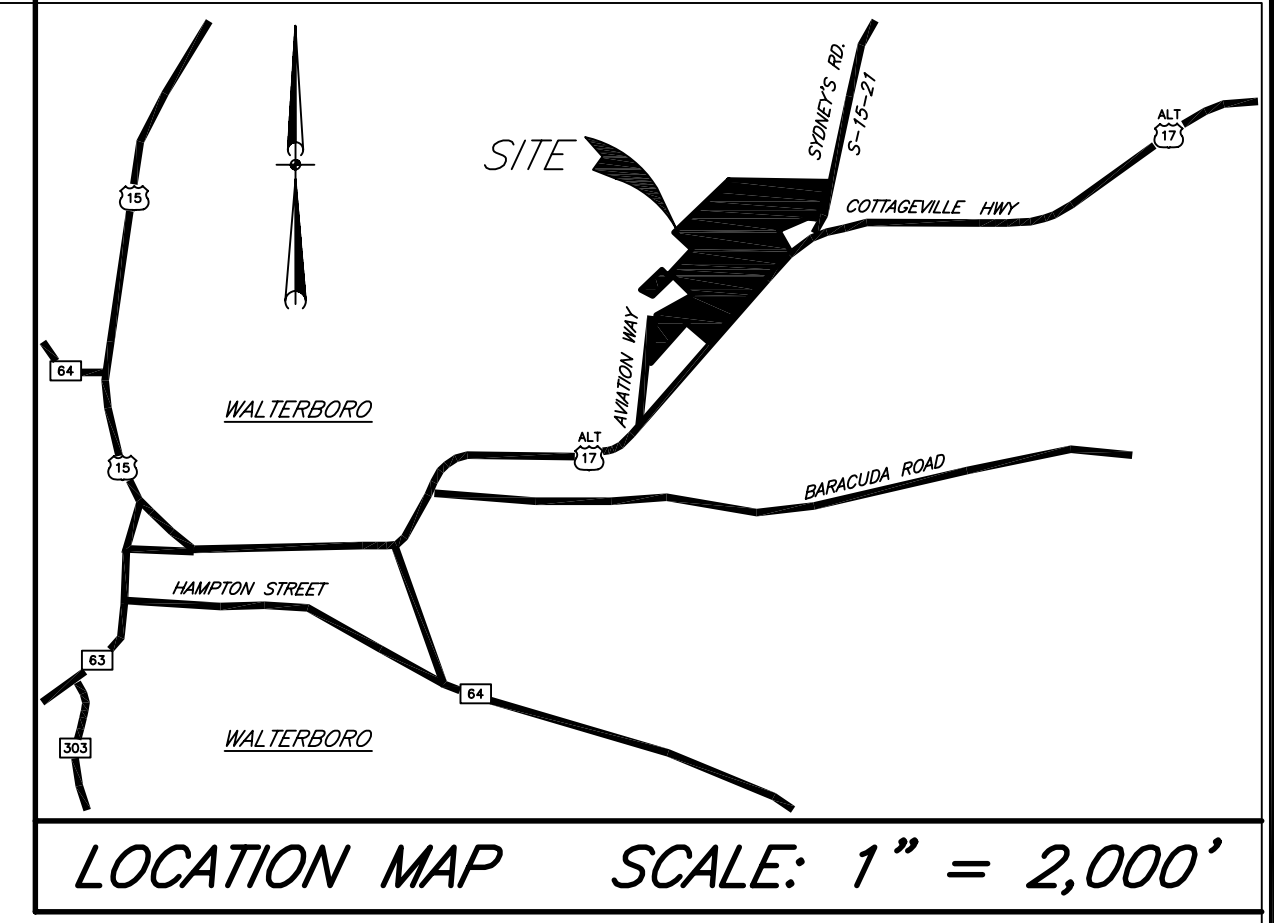 SYDNEY'S RD.
S-15-21
ALT
17
SITE
15
COTTAGEVILLE HWY
AVIATION WAY
64
WALTERBORO
ALT
17
15
BARACUDA ROAD
HAMPTON STREET
63
64
WALTERBORO
303
LOCATION MAP SCALE: 1" = 2,000'